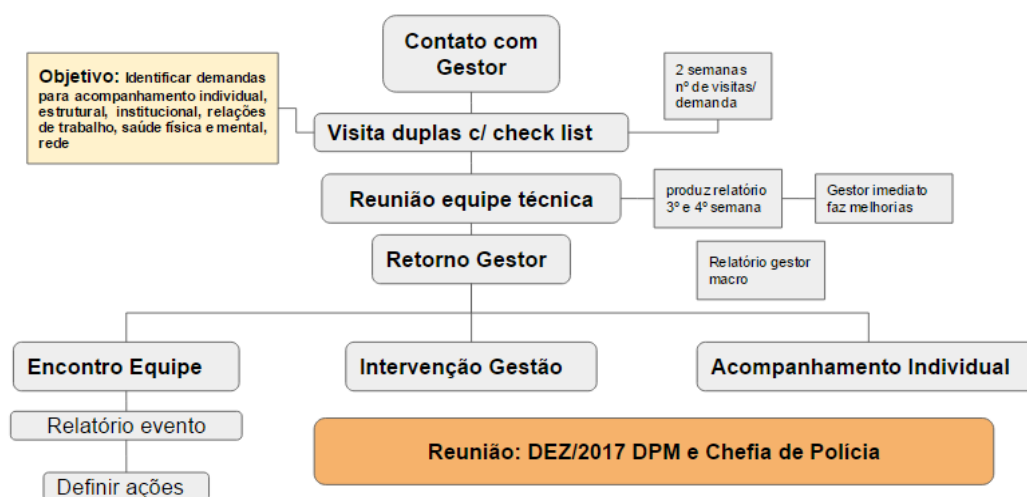 Contato com
Gestor
Objetivo: Identificar demandas
para acompanhamento individual,
estrutural, institucional, relações
de trabalho, saúde física e mental,
rede
2 semanas
nº de visitas/
demanda
Visita duplas c/ check list
Reunião equipe técnica
produz relatório
3º e 4º semana
Gestor imediato
faz melhorias
Retorno Gestor
Relatório gestor
macro
Encontro Equipe
Intervenção Gestão
Acompanhamento Individual
Relatório evento
Reunião: DEZ/2017 DPM e Chefia de Polícia
Definir ações